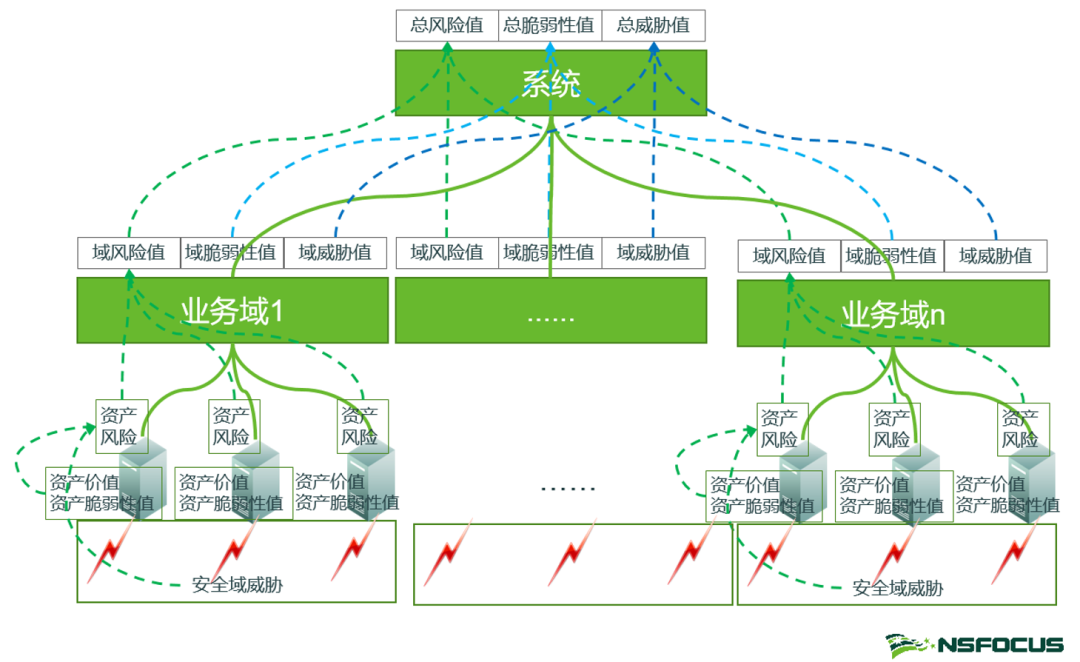 总风险值 总脆弱性值 总威胁值
系统
域风险值 域脆弱性值 域威胁值 域风险值 域脆弱性值 域威胁值 域风险值 域脆弱性值 域威胁值
业务域1 …… 业务域n
资产 资产 资产 资产 资产 资产
风险 风险 风险 风险 风险 风险
资产价值 资产价值 资产价值 …… 资产价值 资产价值 资产价值
资产脆弱性值 资产脆弱性值 资产脆弱性值 资产脆弱性值 资产脆弱性值 资产脆弱性值
安全域威胁 安全域威胁
NSFOCUS